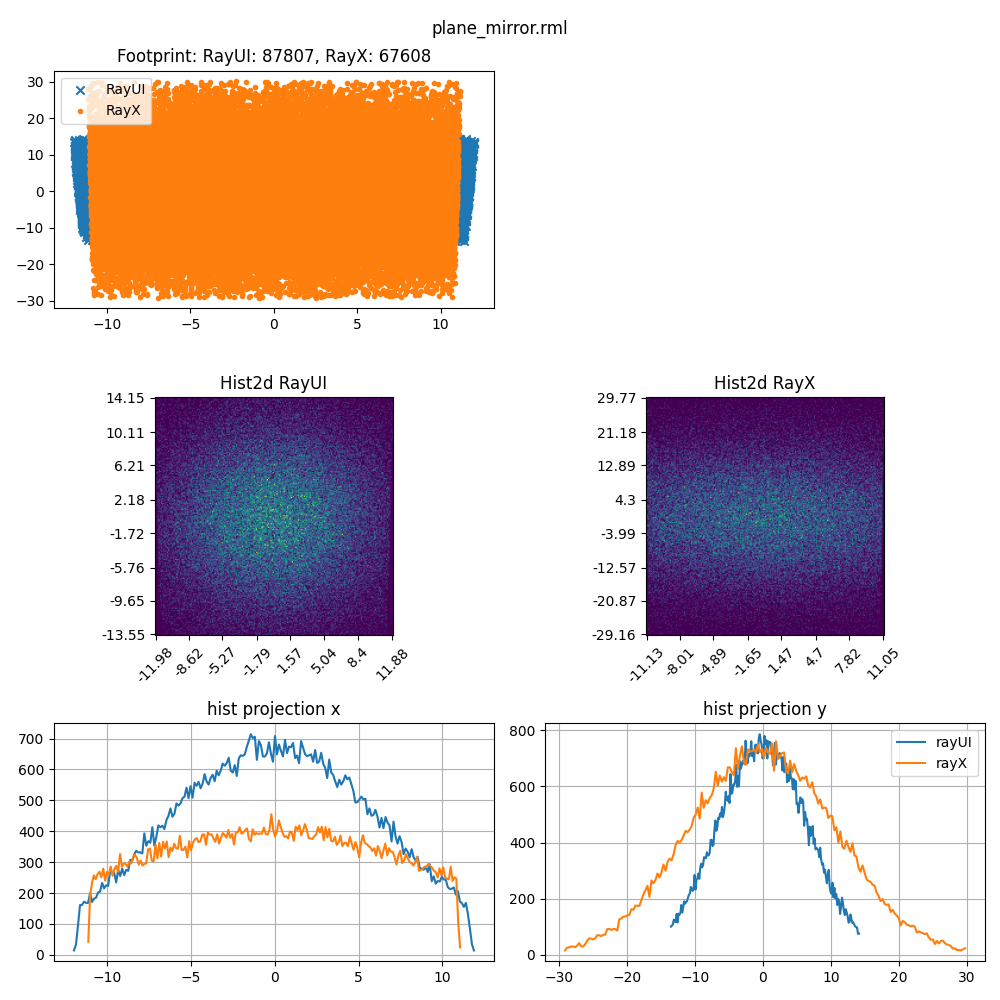 plane_mirror.rml
Footprint: RayUI: 87807, RayX: 67608
RayUI
RayX
30
20
10
0
−10
−20
−30
−10 −5 0 5 10
Hist2d RayUI
14.15
10.11
6.21
2.18
-1.72
-5.76
-9.65
-13.55
-11.98 -8.62 -5.27 -1.79 1.57 5.04 8.4 11.88
Hist2d RayX
29.77
21.18
12.89
4.3
-3.99
-12.57
-20.87
-29.16
-11.13 -8.01 -4.89 -1.65 1.47 4.7 7.82 11.05
hist projection x
700
600
500
400
300
200
100
0
−10 −5 0 5 10
hist prjection y
rayUI
rayX
800
600
400
200
0
−30 −20 −10 0 10 20 30